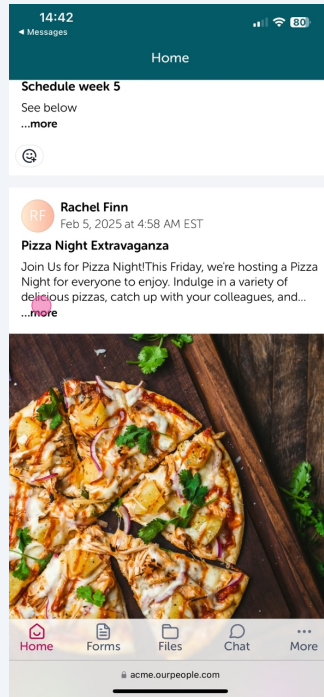 14:42
80
◀ Messages
Home
Schedule week 5
See below
...more
RF
Rachel Finn
Feb 5, 2025 at 4:58 AM EST
Pizza Night Extravaganza
Join Us for Pizza Night!This Friday, we're hosting a Pizza
Night for everyone to enjoy. Indulge in a variety of
delicious pizzas, catch up with your colleagues, and...
...more
Home Forms Files Chat More
acme.ourpeople.com